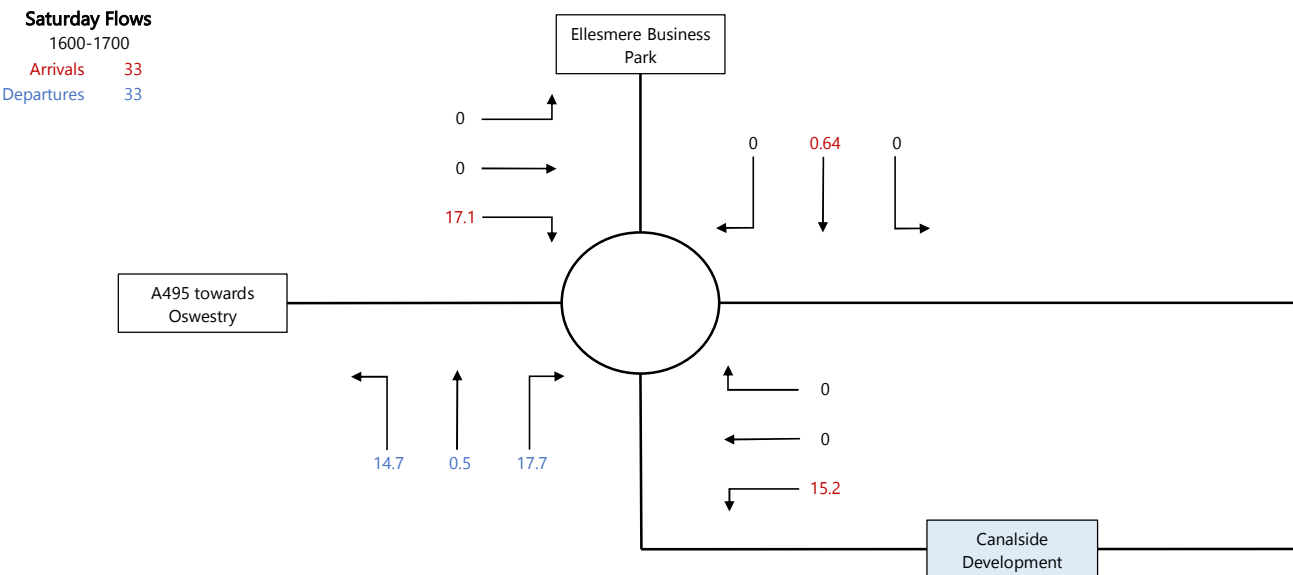 Saturday Flows
1600-1700
Arrivals 33
Departures 33
Ellesmere Business
Park
0
0
17.1
0 0.64 0
A495 towards
Oswestry
14.7 0.5 17.7
0
0
15.2
Canalside
Development